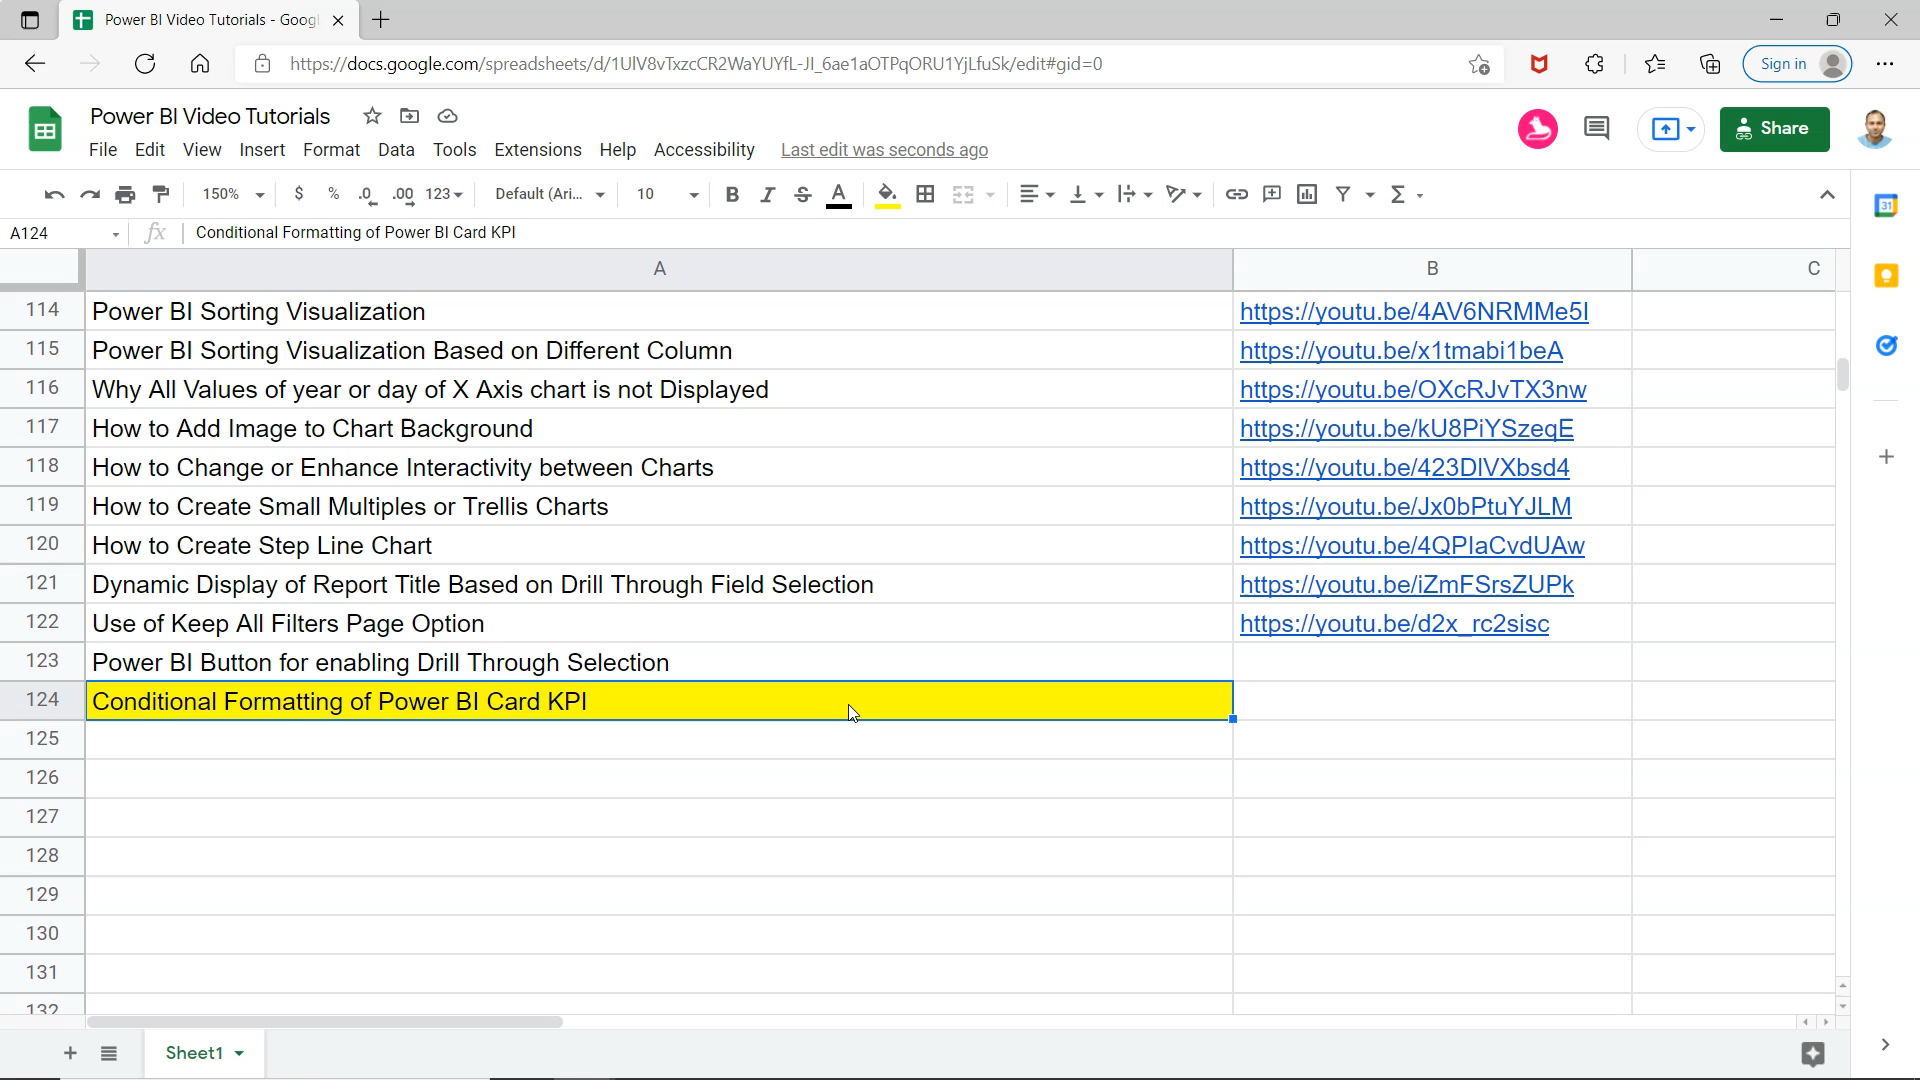 Power BI Video Tutorials - Googl
https://docs.google.com/spreadsheets/d/1UlV8vTxzcCR2WaYUYfL-JI_6ae1aOTPqORU1YjLfuSk/edit#gid=0
Sign in
Power BI Video Tutorials
File Edit View Insert Format Data Tools Extensions Help Accessibility Last edit was seconds ago
Share
150% $ % .0 .00 123 Default (Ari... 10 B I S A
A124 fx Conditional Formatting of Power BI Card KPI
31
A B C
114 Power BI Sorting Visualization https://youtu.be/4AV6NRMMe5I
115 Power BI Sorting Visualization Based on Different Column https://youtu.be/x1tmabi1beA
116 Why All Values of year or day of X Axis chart is not Displayed https://youtu.be/OXcRJvTX3nw
117 How to Add Image to Chart Background https://youtu.be/kU8PiYSzeqE
118 How to Change or Enhance Interactivity between Charts https://youtu.be/423DIVXbsd4
119 How to Create Small Multiples or Trellis Charts https://youtu.be/Jx0bPtuYJLM
120 How to Create Step Line Chart https://youtu.be/4QPlaCvdUAw
121 Dynamic Display of Report Title Based on Drill Through Field Selection https://youtu.be/iZmFSrsZUPk
122 Use of Keep All Filters Page Option https://youtu.be/d2x_rc2sisc
123 Power BI Button for enabling Drill Through Selection
124 Conditional Formatting of Power BI Card KPI
125
126
127
128
129
130
131
132
Sheet1